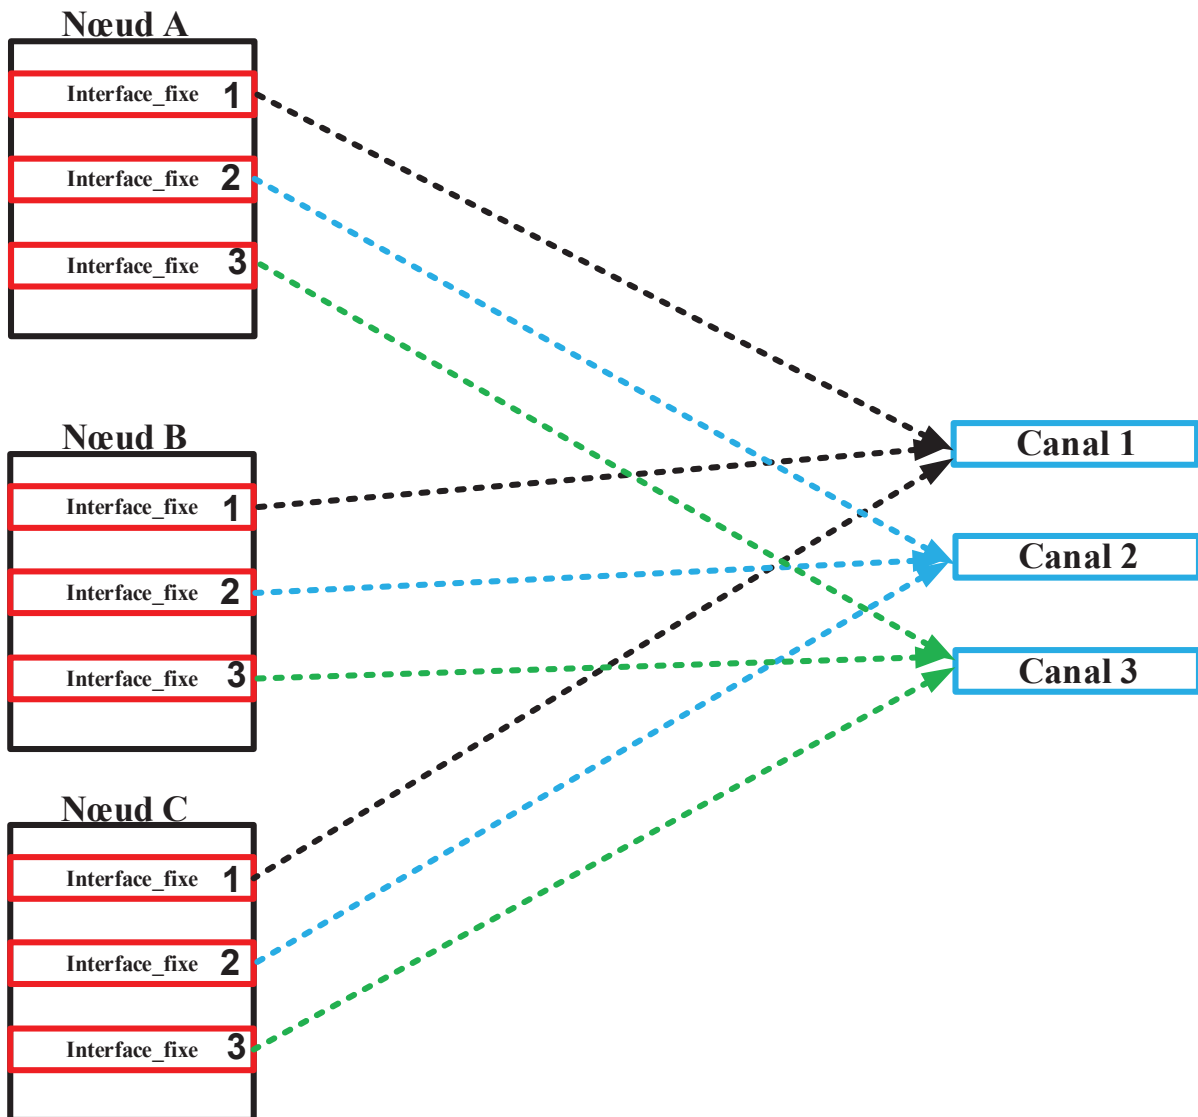 Nœud A
Interface_fixe 1
Interface_fixe 2
Interface_fixe 3
Nœud B
Interface_fixe 1
Interface_fixe 2
Interface_fixe 3
Nœud C
Interface_fixe 1
Interface_fixe 2
Interface_fixe 3
Canal 1
Canal 2
Canal 3